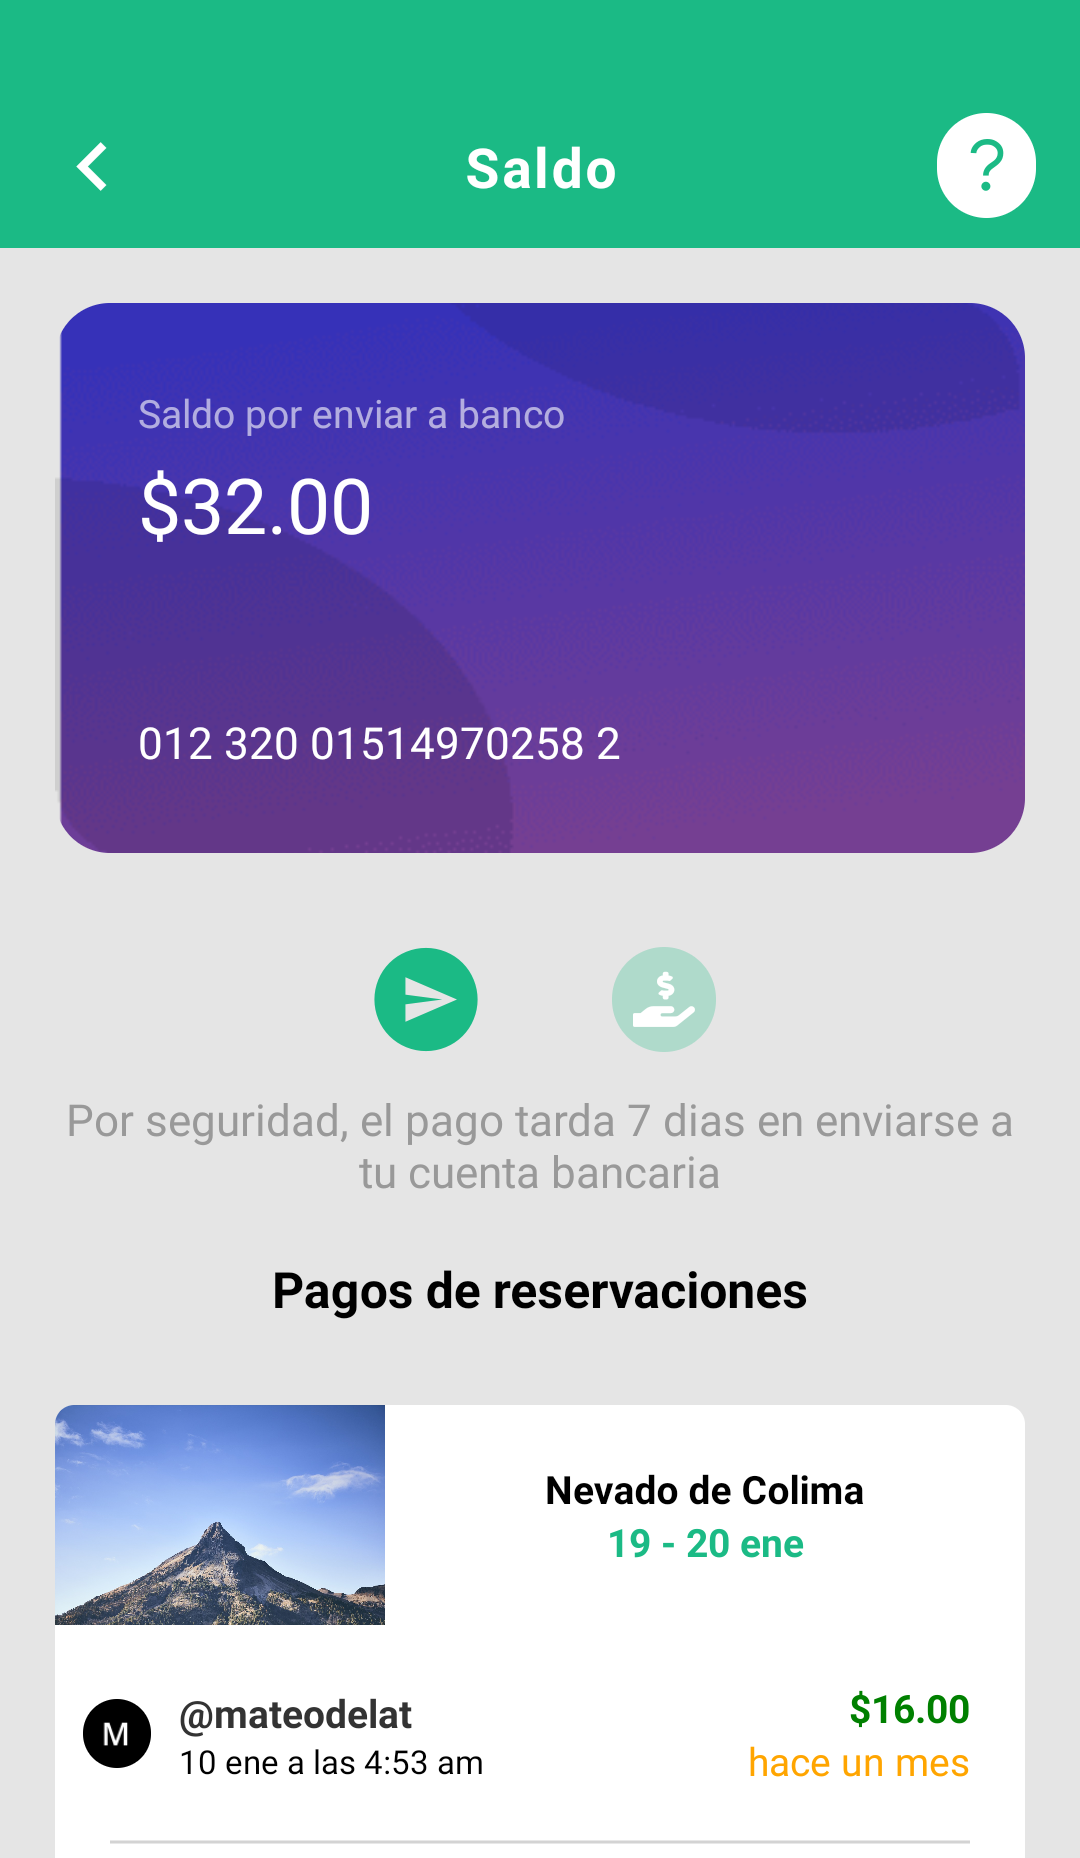 Saldo
?
Saldo por enviar a banco
$32.00
012 320 01514970258 2
$
Por seguridad, el pago tarda 7 dias en enviarse a
tu cuenta bancaria
Pagos de reservaciones
Nevado de Colima
19 - 20 ene
M
@mateodelat
$16.00
10 ene a las 4:53 am
hace un mes